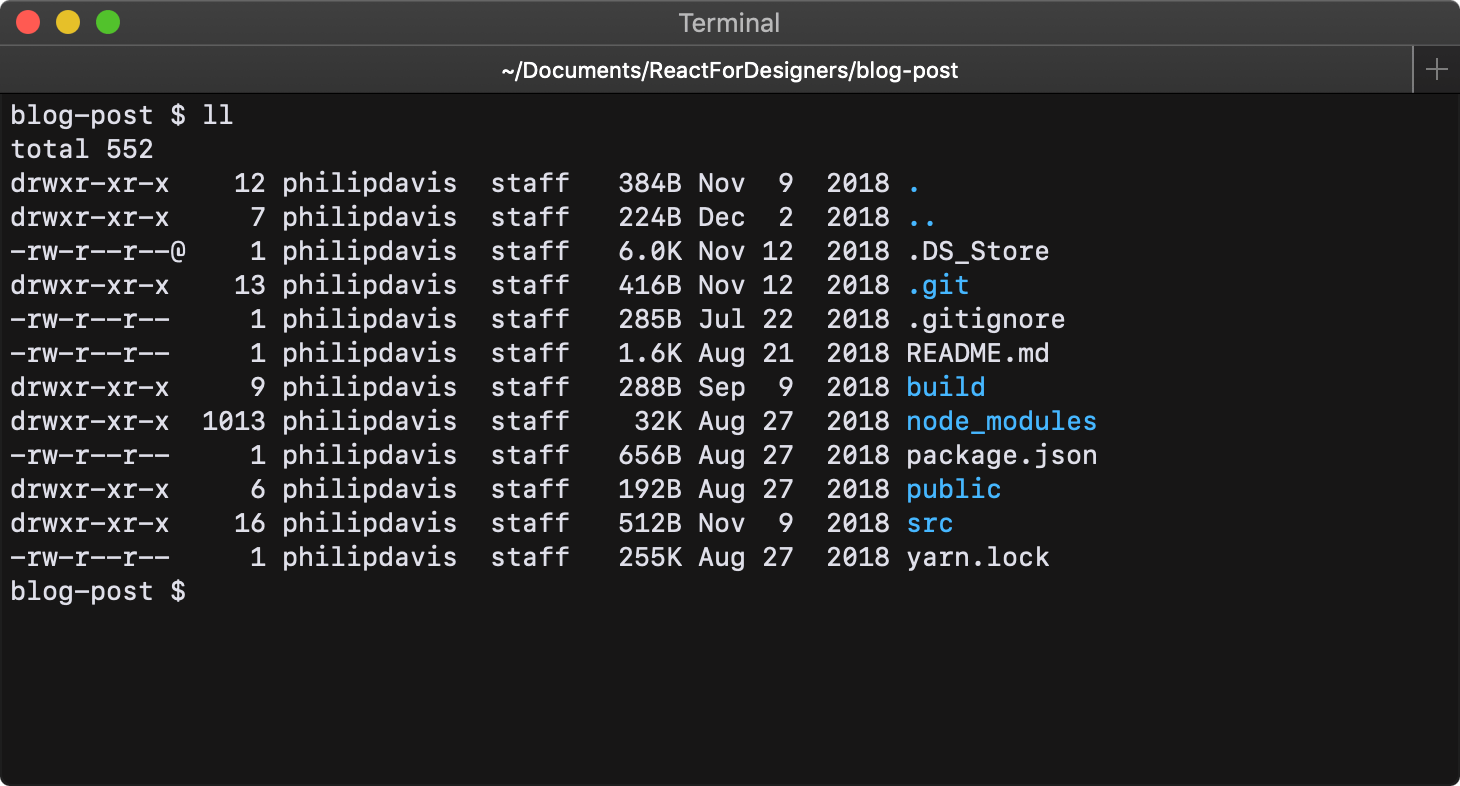 Terminal
~/Documents/ReactForDesigners/blog-post
blog-post $ ll
total 552
drwxr-xr-x    12 philipdavis  staff   384B Nov  9  2018 .
drwxr-xr-x     7 philipdavis  staff   224B Dec  2  2018 ..
-rw-r--r--@    1 philipdavis  staff   6.0K Nov 12  2018 .DS_Store
drwxr-xr-x    13 philipdavis  staff   416B Nov 12  2018 .git
-rw-r--r--     1 philipdavis  staff   285B Jul 22  2018 .gitignore
-rw-r--r--     1 philipdavis  staff   1.6K Aug 21  2018 README.md
drwxr-xr-x     9 philipdavis  staff   288B Sep  9  2018 build
drwxr-xr-x  1013 philipdavis  staff    32K Aug 27  2018 node_modules
-rw-r--r--     1 philipdavis  staff   656B Aug 27  2018 package.json
drwxr-xr-x     6 philipdavis  staff   192B Aug 27  2018 public
drwxr-xr-x    16 philipdavis  staff   512B Nov  9  2018 src
-rw-r--r--     1 philipdavis  staff   255K Aug 27  2018 yarn.lock
blog-post $